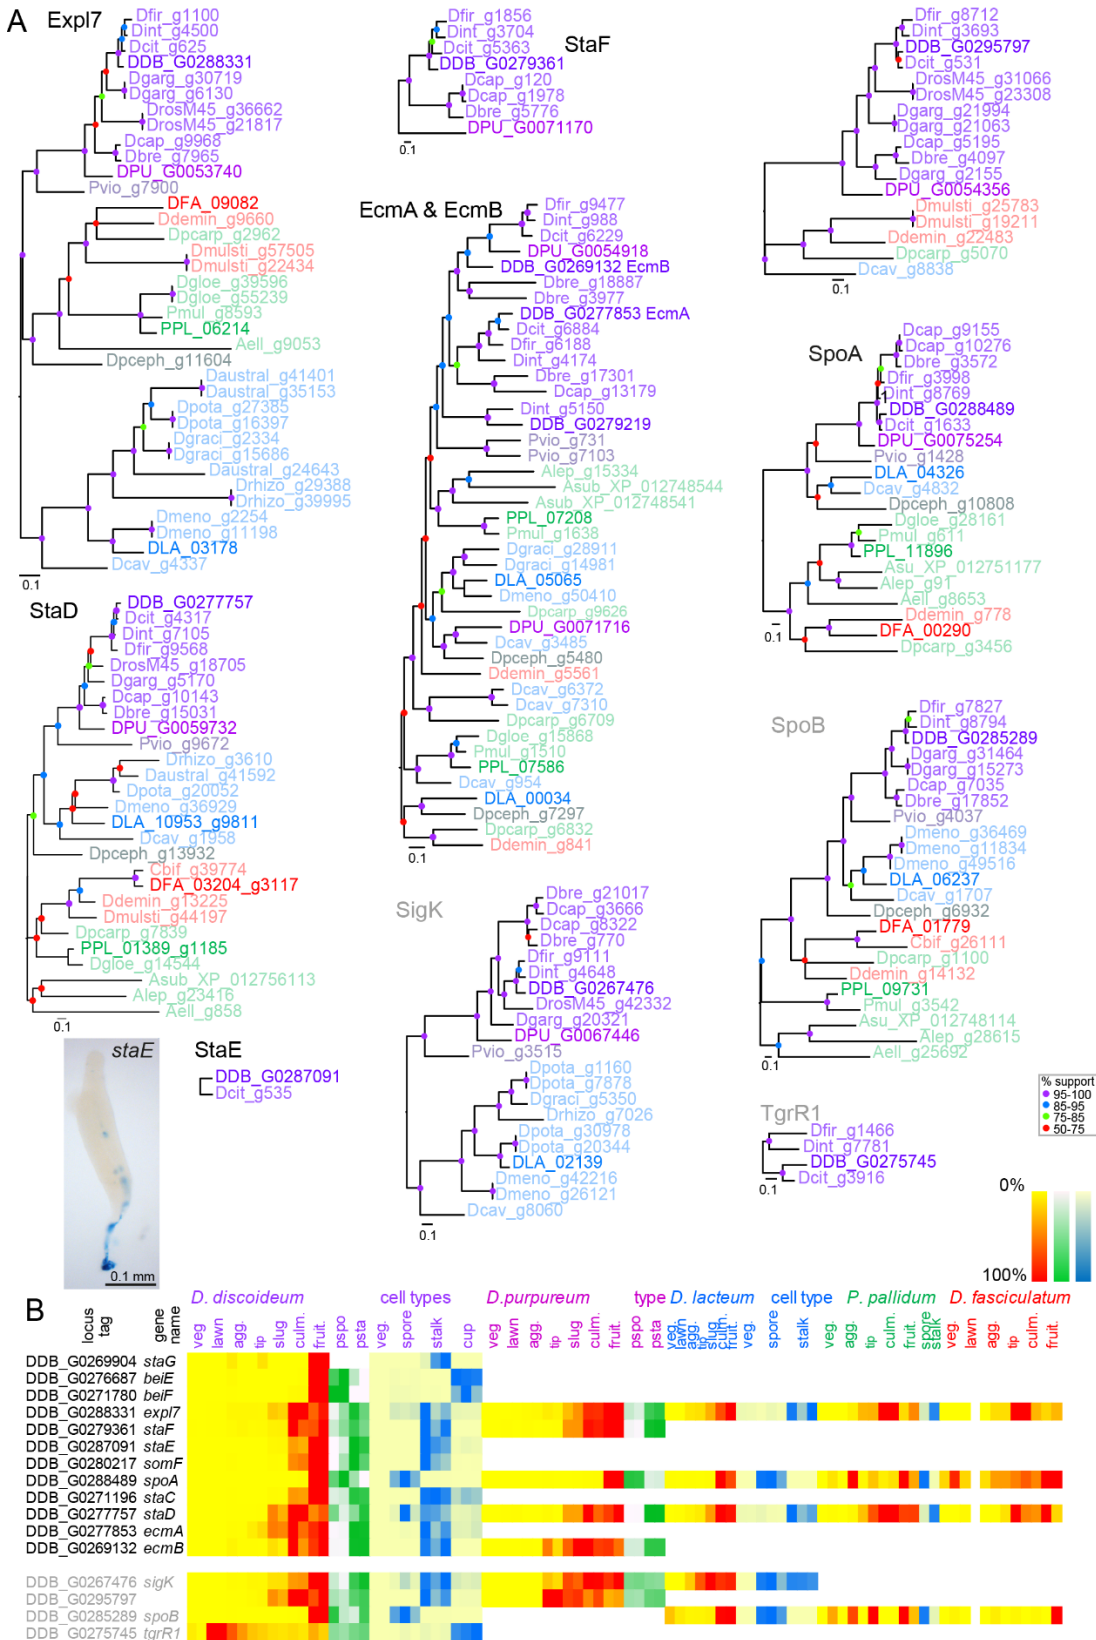 A
Expl7
Dfir_g1100
Dint_g4500
Dcit_g625
DDB_G0288331
Dgarg_g30719
Dgarg_g6130
DrosM45_g36662
DrosM45_g21817
Dcap_g9968
Dbre_g7965
DPU_G0053740
Pvio_g7900
DFA_09082
Ddemin_g9660
Dpcarp_g2962
Dmulsti_g57505
Dmulsti_g22434
Dgloe_g39596
Dgloe_g55239
Pmul_g8593
PPL_06214
Aell_g9053
Dpceph_g11604
Daustral_g41401
Daustral_g35153
Dpota_g27385
Dpota_g16397
Dgraci_g2334
Dgraci_g15686
Daustral_g24643
Drhizo_g29388
Drhizo_g39995
Dmeno_g2254
Dmeno_g11198
DLA_03178
Dcav_g4337
0.1
StaD
DDB_G0277757
Dcit_g4317
Dint_g7105
Dfir_g9568
DrosM45_g18705
Dgarg_g5170
Dcap_g10143
Dbre_g15031
DPU_G0059732
Pvio_g9672
Drhizo_g3610
Daustral_g41592
Dpota_g20052
Dmeno_g36929
DLA_10953_g9811
Dcav_g1958
Dpceph_g13932
Cbif_g39774
DFA_03204_g3117
Ddemin_g13225
Dmulsti_g44197
Dpcarp_g7839
PPL_01389_g1185
Dgloe_g14544
Asub_XP_012756113
Alep_g23416
Aell_g858
0.1
staE
0.1 mm
StaE
DDB_G0287091
Dcit_g535
StaF
Dfir_g1856
Dint_g3704
Dcit_g5363
DDB_G0279361
Dcap_g120
Dcap_g1978
Dbre_g5776
DPU_G0071170
0.1
EcmA & EcmB
Dfir_g9477
Dint_g988
Dcit_g6229
DPU_G0054918
DDB_G0269132 EcmB
Dbre_g18887
Dbre_g3977
DDB_G0277853 EcmA
Dcit_g6884
Dfir_g6188
Dint_g4174
Dbre_g17301
Dcap_g13179
Dint_g5150
DDB_G0279219
Pvio_g731
Pvio_g7103
Alep_g15334
Asub_XP_012748544
Asub_XP_012748541
PPL_07208
Pmul_g1638
Dgraci_g28911
Dgraci_g14981
DLA_05065
Dmeno_g50410
Dpcarp_g9626
DPU_G0071716
Dcav_g3485
Dpceph_g5480
Ddemin_g5561
Dcav_g6372
Dcav_g7310
Dpcarp_g6709
Dgloe_g15868
Pmul_g1510
PPL_07586
Dcav_g954
DLA_00034
Dpceph_g7297
Dpcarp_g6832
Ddemin_g841
0.1
SigK
Dbre_g21017
Dcap_g3666
Dcap_g8322
Dbre_g770
Dfir_g9111
Dint_g4648
DDB_G0267476
DrosM45_g42332
Dgarg_g20321
DPU_G0067446
Pvio_g3515
Dpota_g1160
Dpota_g7878
Dgraci_g5350
Drhizo_g7026
Dpota_g30978
Dpota_g20344
DLA_02139
Dmeno_g42216
Dmeno_g26121
Dcav_g8060
0.1
Dfir_g8712
Dint_g3693
DDB_G0295797
Dcit_g531
DrosM45_g31066
DrosM45_g23308
Dgarg_g21994
Dgarg_g21063
Dcap_g5195
Dbre_g4097
Dgarg_g2155
DPU_G0054356
Dmulsti_g25783
Dmulsti_g19211
Ddemin_g22483
Dpcarp_g5070
Dcav_g8838
0.1
SpoA
Dcap_g9155
Dcap_g10276
Dbre_g3572
Dfir_g3998
Dint_g8769
DDB_G0288489
Dcit_g1633
DPU_G0075254
Pvio_g1428
DLA_04326
Dcav_g4832
Dpceph_g10808
Dgloe_g28161
Pmul_g611
PPL_11896
Asu_XP_012751177
Alep_g91
Aell_g8653
Ddemin_g778
DFA_00290
Dpcarp_g3456
0.1
SpoB
Dfir_g7827
Dint_g8794
DDB_G0285289
Dgarg_g31464
Dgarg_g15273
Dcap_g7035
Dbre_g17852
Pvio_g4037
Dmeno_g36469
Dmeno_g11834
Dmeno_g49516
DLA_06237
Dcav_g1707
Dpceph_g6932
DFA_01779
Cbif_g26111
Dpcarp_g1100
Ddemin_g14132
PPL_09731
Pmul_g3542
Asu_XP_012748114
Alep_g28615
Aell_g25692
0.1
% support
95-100
85-95
75-85
50-75
TgrR1
Dfir_g1466
Dint_g7781
DDB_G0275745
Dcit_g3916
0.1
0%
100%
B
locus tag
gene name
D. discoideum
cell types
D.purpureum
type
D. lacteum
cell type
P. pallidum
D. fasciculatum
veg.
lawn
agg.
tip
slug
culm.
fruit.
pspo
psta
veg.
spore
stalk
cup
veg.
lawn
agg.
tip
slug
culm.
fruit.
pspo
psta
veg.
lawn
agg.
tip
slug
culm.
fruit.
veg.
spore
stalk
veg.
agg.
tip
culm.
fruit.
spore
stalk
veg.
lawn
agg.
tip
culm.
fruit.
DDB_G0269904 staG
DDB_G0276687 beiE
DDB_G0271780 beiF
DDB_G0288331 expl7
DDB_G0279361 staF
DDB_G0287091 staE
DDB_G0280217 somF
DDB_G0288489 spoA
DDB_G0271196 staC
DDB_G0277757 staD
DDB_G0277853 ecmA
DDB_G0269132 ecmB
DDB_G0267476 sigK
DDB_G0295797
DDB_G0285289 spoB
DDB_G0275745 tgrR1